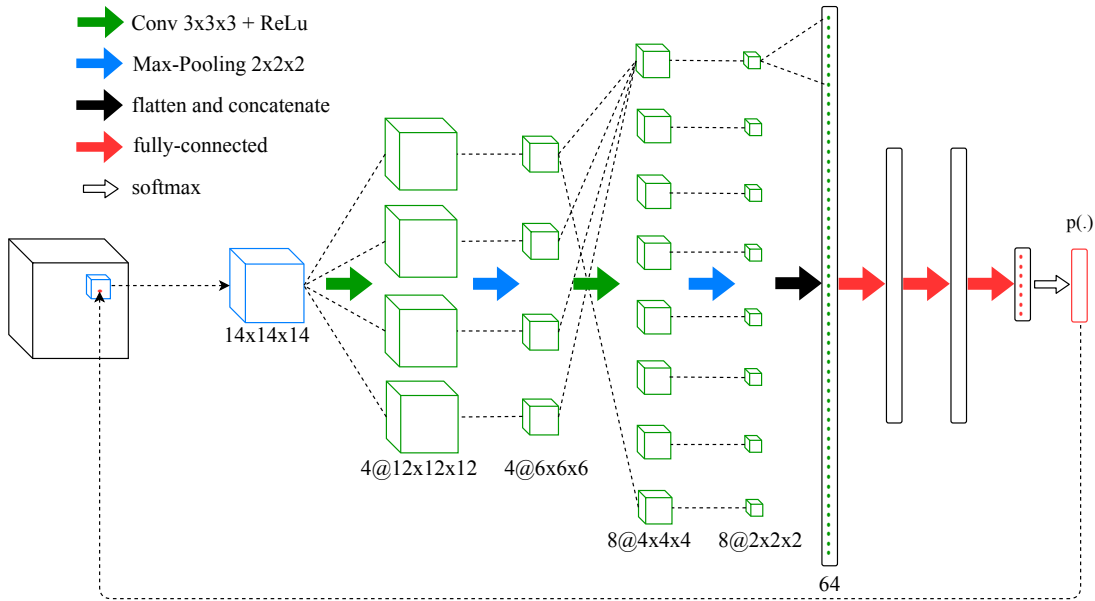 Conv 3x3x3 + ReLu
Max-Pooling 2x2x2
flatten and concatenate
fully-connected
softmax
p(.)
14x14x14
4@12x12x12
4@6x6x6
8@4x4x4
8@2x2x2
64